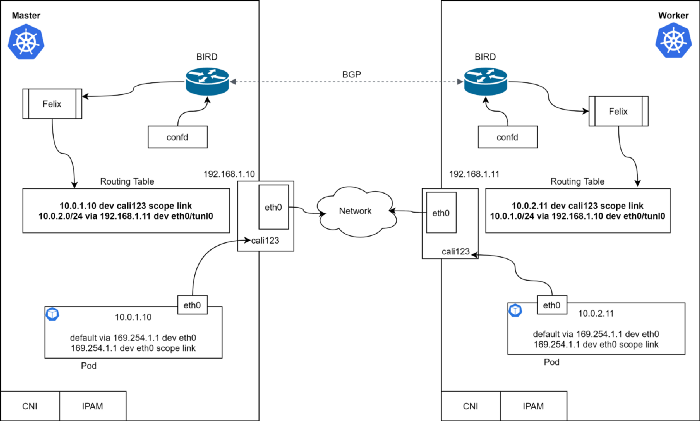 Master
Worker
BIRD
BGP
BIRD
Felix
Felix
confd
confd
192.168.1.10
192.168.1.11
Routing Table
10.0.1.10 dev cali123 scope link
10.0.2.0/24 via 192.168.1.11 dev eth0/tunl0
Routing Table
10.0.2.11 dev cali123 scope link
10.0.1.0/24 via 192.168.1.10 dev eth0/tunl0
eth0
Network
eth0
cali123
cali123
eth0
10.0.1.10
default via 169.254.1.1 dev eth0
169.254.1.1 dev eth0 scope link
Pod
eth0
10.0.2.11
default via 169.254.1.1 dev eth0
169.254.1.1 dev eth0 scope link
Pod
CNI
IPAM
CNI
IPAM